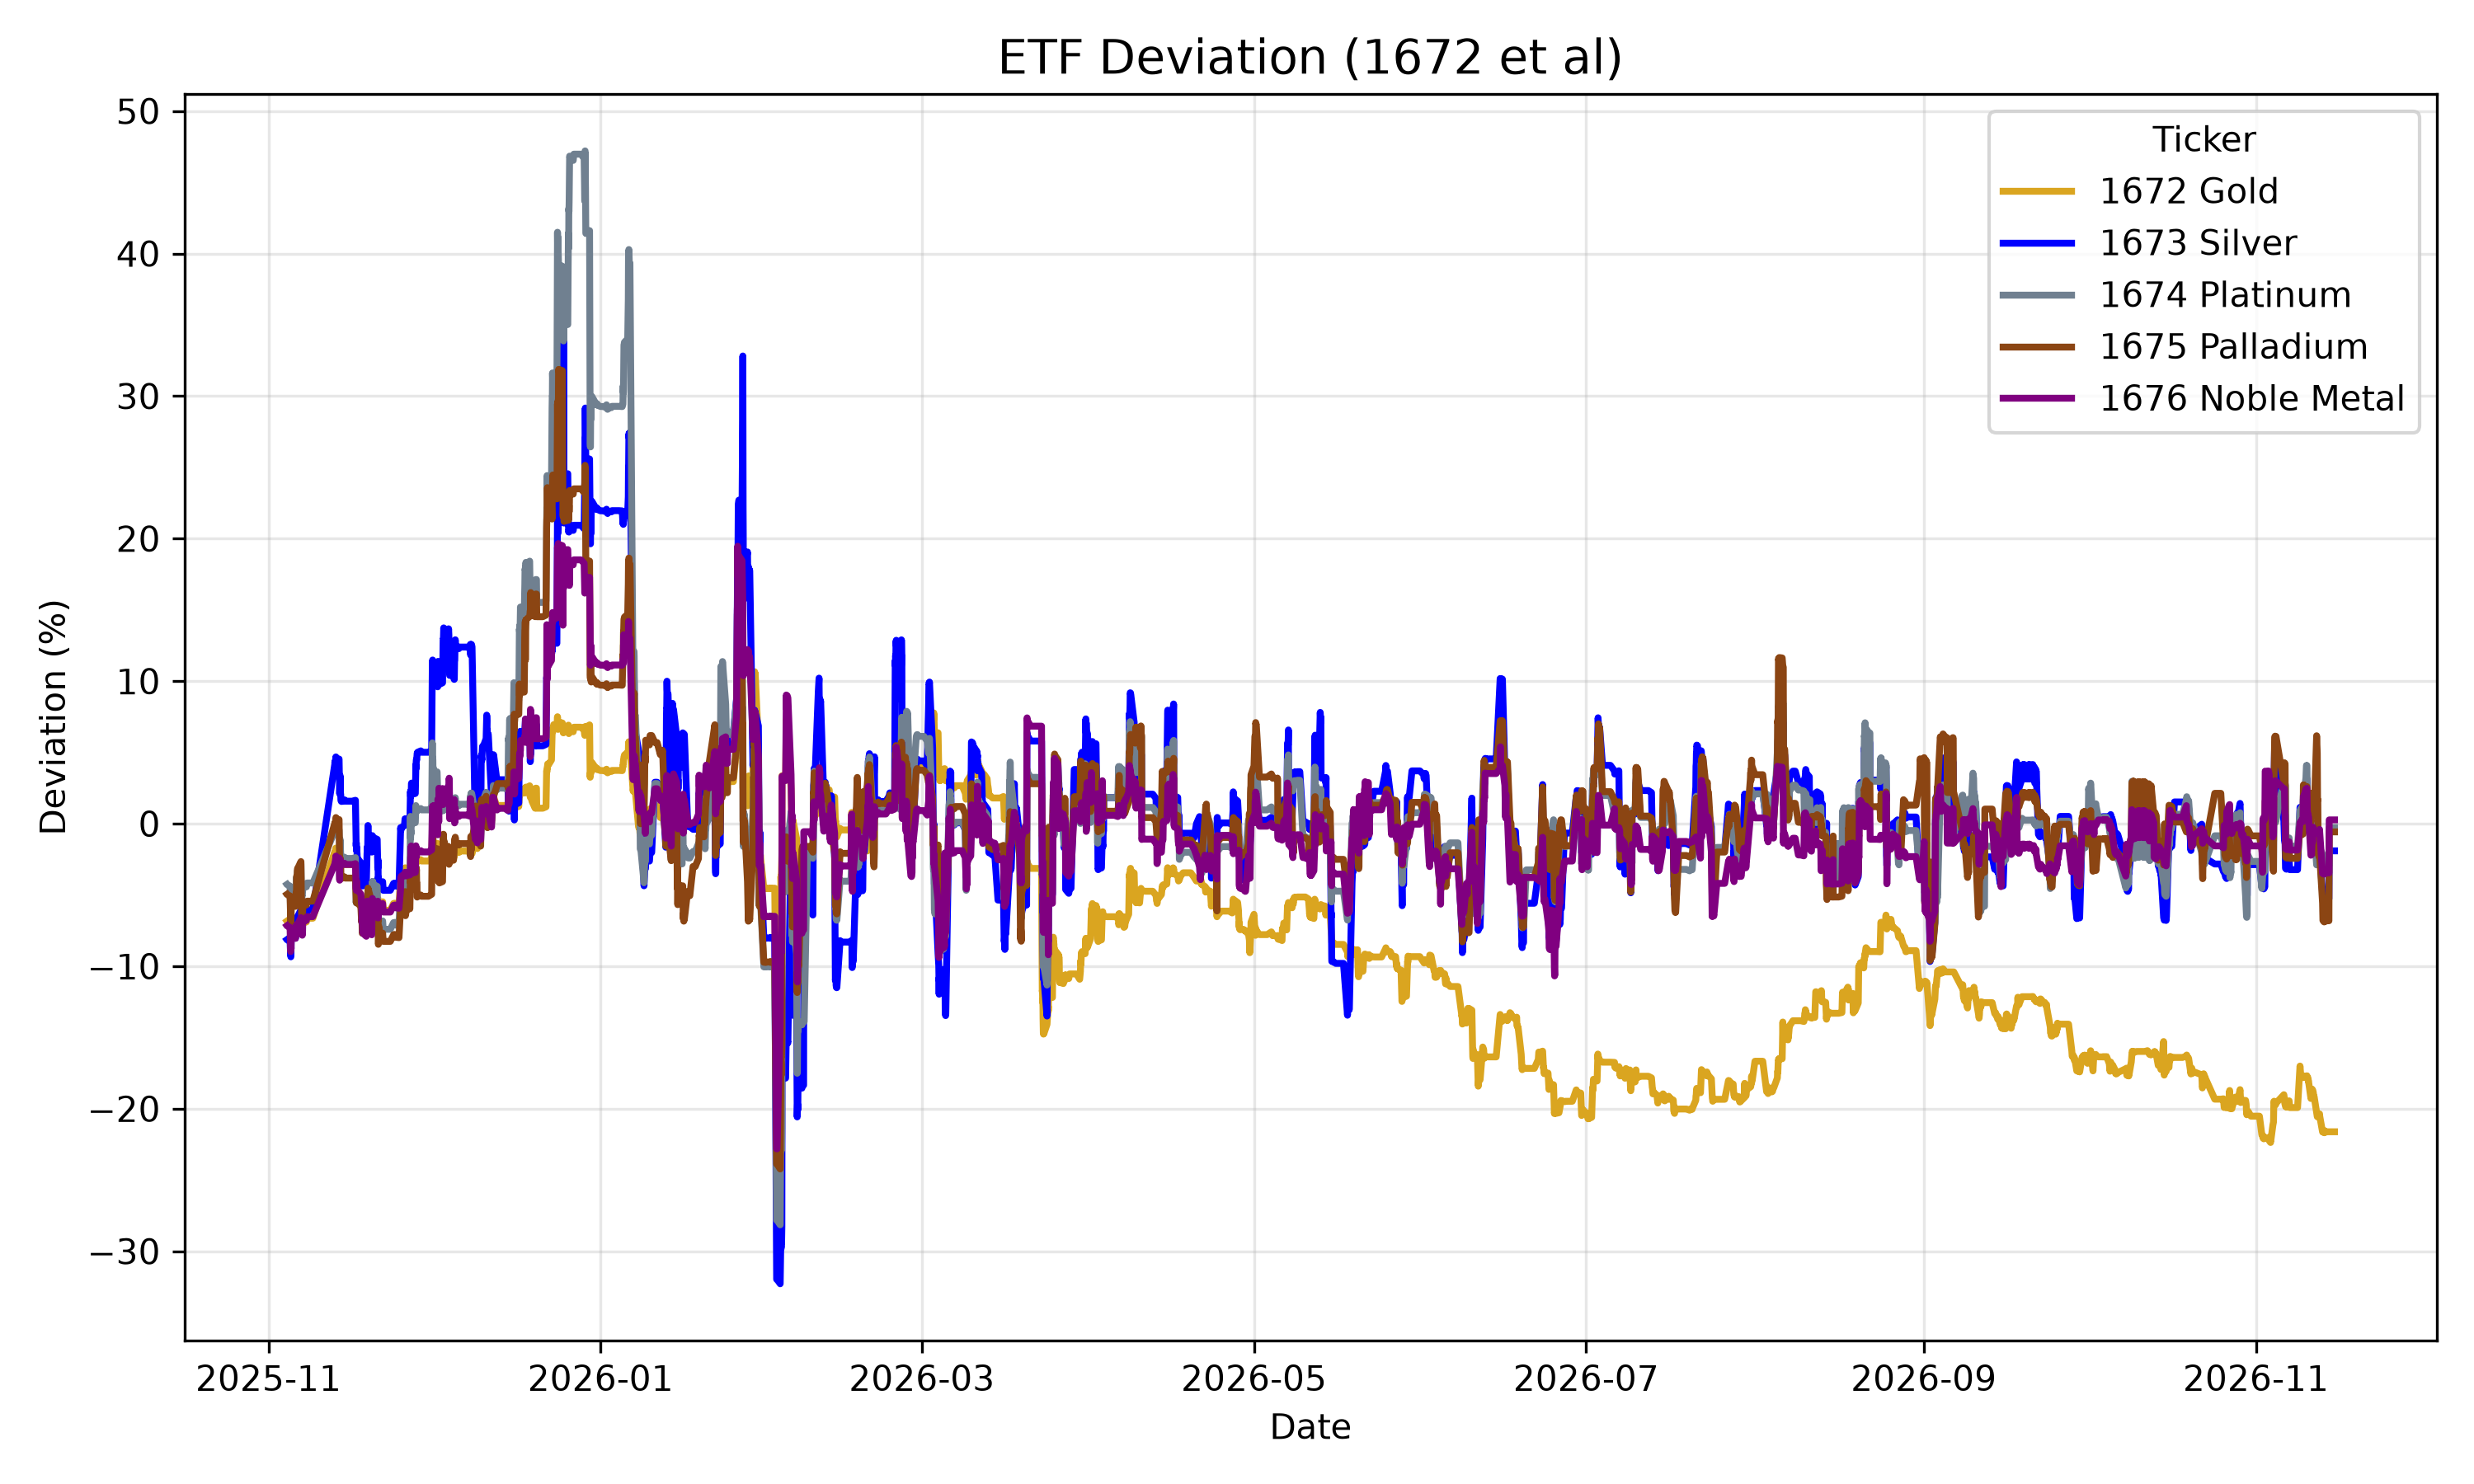 ETF Deviation (1672 et al)
50
40
30
20
10
0
−10
−20
−30
Deviation (%)
Ticker
1672 Gold
1673 Silver
1674 Platinum
1675 Palladium
1676 Noble Metal
2025-11
2026-01
2026-03
2026-05
2026-07
2026-09
2026-11
Date